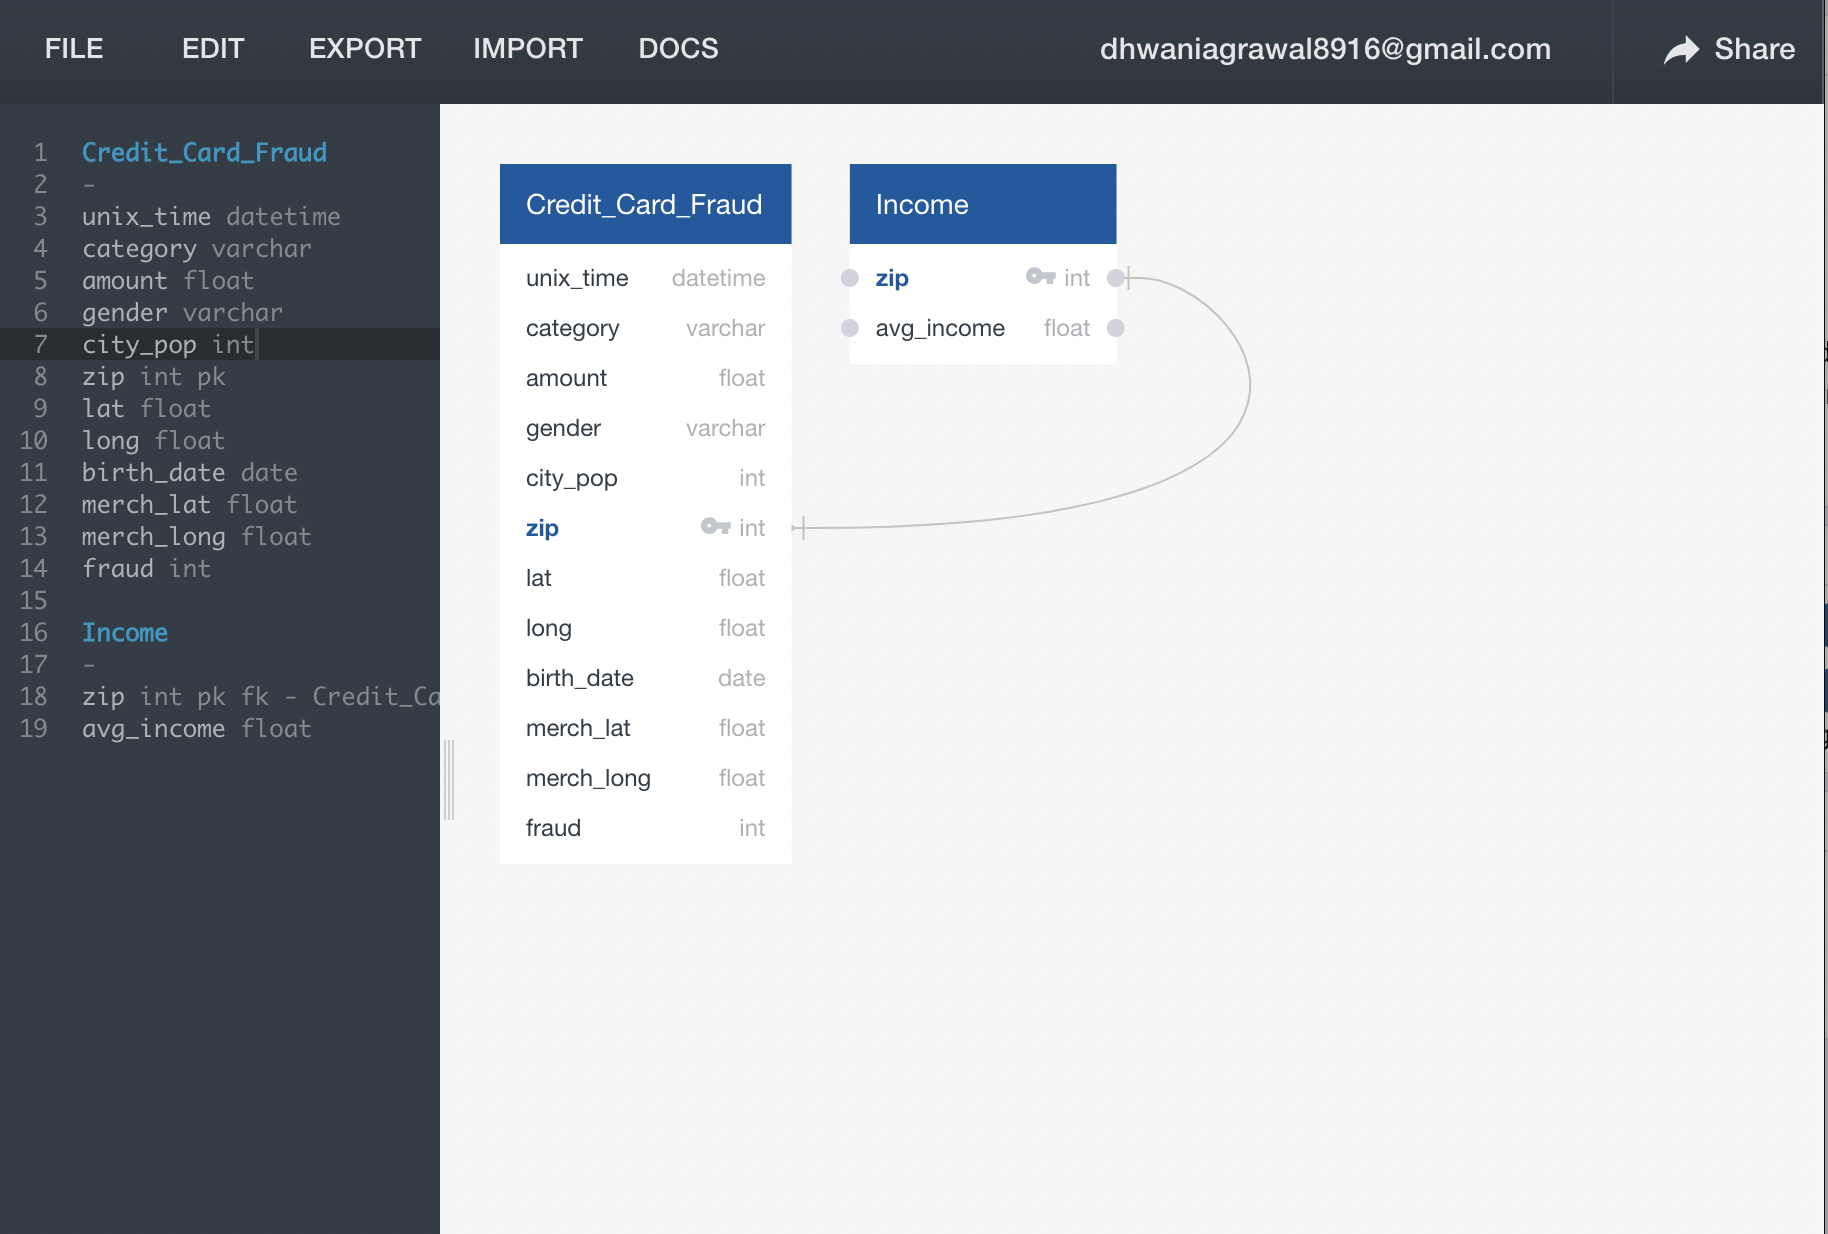 FILE EDIT EXPORT IMPORT DOCS dhwaniagrawal8916@gmail.com Share
1 Credit_Card_Fraud
2 -
3 unix_time datetime
4 category varchar
5 amount float
6 gender varchar
7 city_pop int
8 zip int pk
9 lat float
10 long float
11 birth_date date
12 merch_lat float
13 merch_long float
14 fraud int
15
16 Income
17 -
18 zip int pk fk - Credit_Ca
19 avg_income float
Credit_Card_Fraud
unix_time datetime
category varchar
amount float
gender varchar
city_pop int
zip int
lat float
long float
birth_date date
merch_lat float
merch_long float
fraud int
Income
zip int
avg_income float